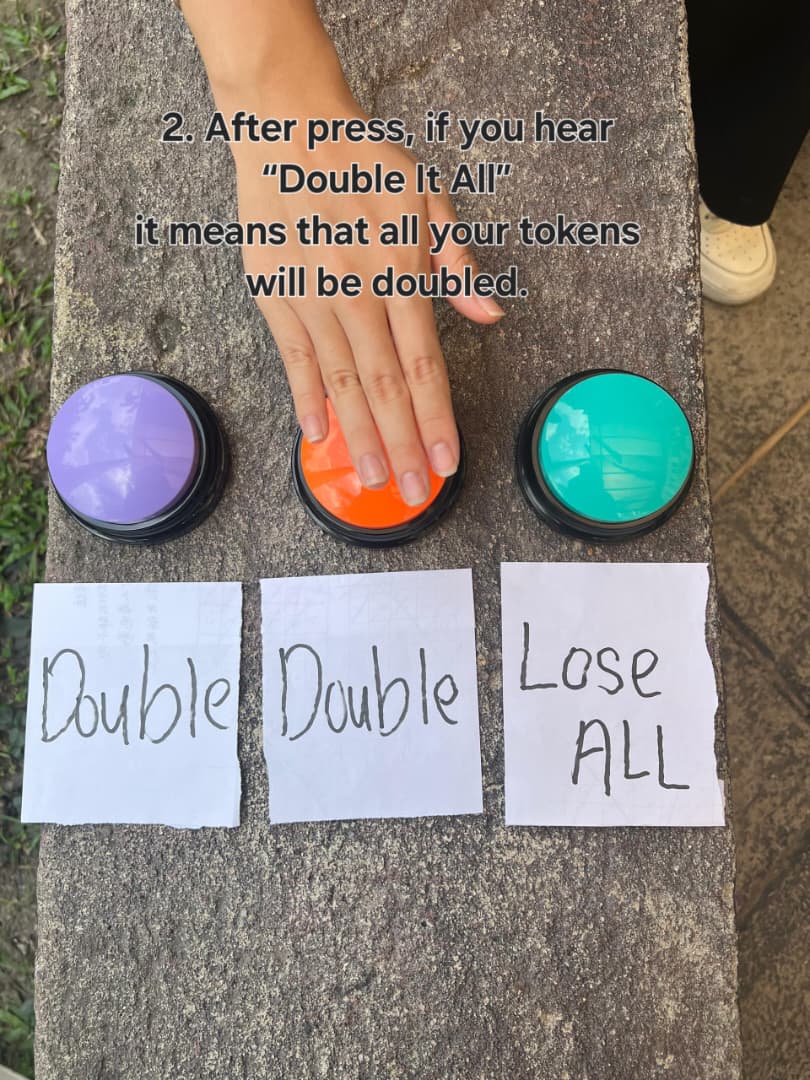 2. After press, if you hear
“Double It All”
it means that all your tokens
will be doubled.
Double
Double
Lose
ALL